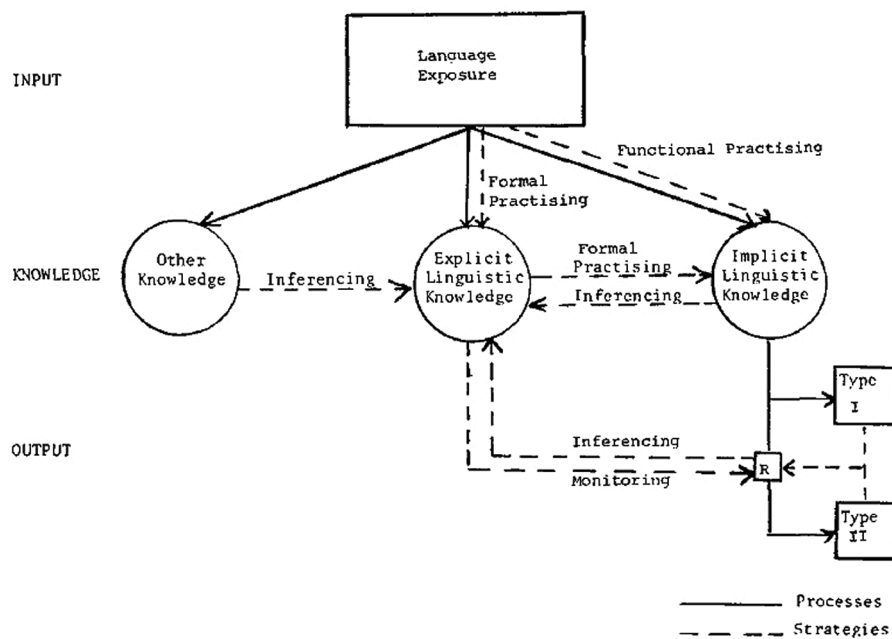 INPUT
Language
Exposure
Functional Practising
Formal
Practising
KNOWLEDGE
Other
Knowledge
Inferencing
Explicit
Linguistic
Knowledge
Formal
Practising
Inferencing
Implicit
Linguistic
Knowledge
Type
I
OUTPUT
Inferencing
Monitoring
R
Type
II
Processes
Strategies